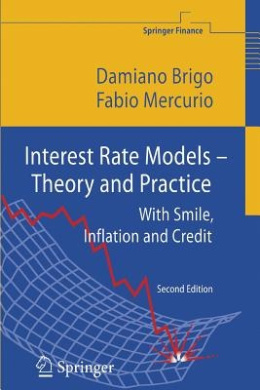 Springer Finance
Damiano Brigo
Fabio Mercurio
Interest Rate Models –
Theory and Practice
With Smile,
Inflation and Credit
Second Edition
Springer